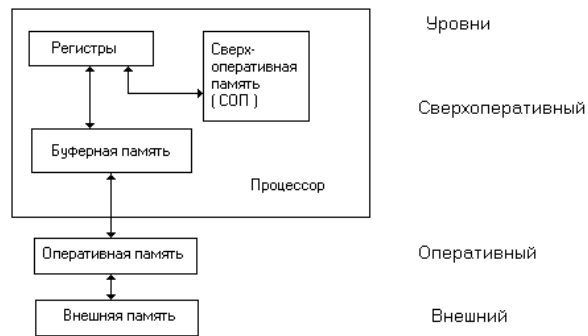 Уровни
Регистры
Сверх-
оперативная
память
( СОП )
Сверхоперативный
Буферная память
Процессор
Оперативная память
Оперативный
Внешняя память
Внешний